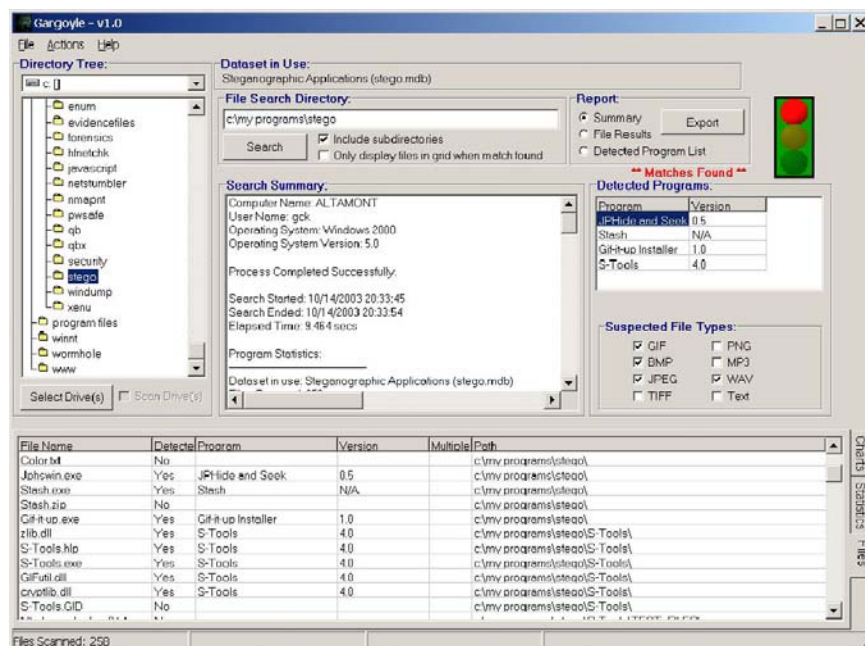 Gargoyle - v1.0
File Actions Help
Directory Tree:
c: []
enum
evidencefiles
forensics
hfnetchk
javascript
netstumbler
nmapnt
pwsafe
qb
qbx
security
stego
windump
xenu
program files
winnt
wormhole
www
Select Drive(s)
Scan Drive(s)
Dataset in Use:
Steganographic Applications (stego.mdb)
File Search Directory:
c:\my programs\stego
Search
Include subdirectories
Only display files in grid when match found
Report:
Summary
File Results
Detected Program List
Export
** Matches Found **
Search Summary:
Computer Name: ALTAMONT
User Name: gck
Operating System: Windows 2000
Operating System Version: 5.0
Process Completed Successfully.
Search Started: 10/14/2003 20:33:45
Search Ended: 10/14/2003 20:33:54
Elapsed Time: 9.464 secs
Program Statistics:
Dataset in use: Steganographic Applications (stego.mdb)
Detected Programs:
Program Version
JPHide and Seek 0.5
Stash N/A
Gif-it-up Installer 1.0
S-Tools 4.0
Suspected File Types:
GIF PNG
BMP MP3
JPEG WAV
TIFF Text
File Name Detecte Program Version Multiple Path
Color.txt No c:\my programs\stego\
Jphswin.exe Yes JPHide and Seek 0.5 c:\my programs\stego\
Stash.exe Yes Stash N/A c:\my programs\stego\
Stash.zip No c:\my programs\stego\
Gif-it-up.exe Yes Gif-it-up Installer 1.0 c:\my programs\stego\
zlib.dll Yes S-Tools 4.0 c:\my programs\stego\S-Tools\
S-Tools.hlp Yes S-Tools 4.0 c:\my programs\stego\S-Tools\
S-Tools.exe Yes S-Tools 4.0 c:\my programs\stego\S-Tools\
GIFutil.dll Yes S-Tools 4.0 c:\my programs\stego\S-Tools\
cryptlib.dll Yes S-Tools 4.0 c:\my programs\stego\S-Tools\
S-Tools.GID No c:\my programs\stego\S-Tools\
Charts
Statistics
Files
Files Scanned: 258